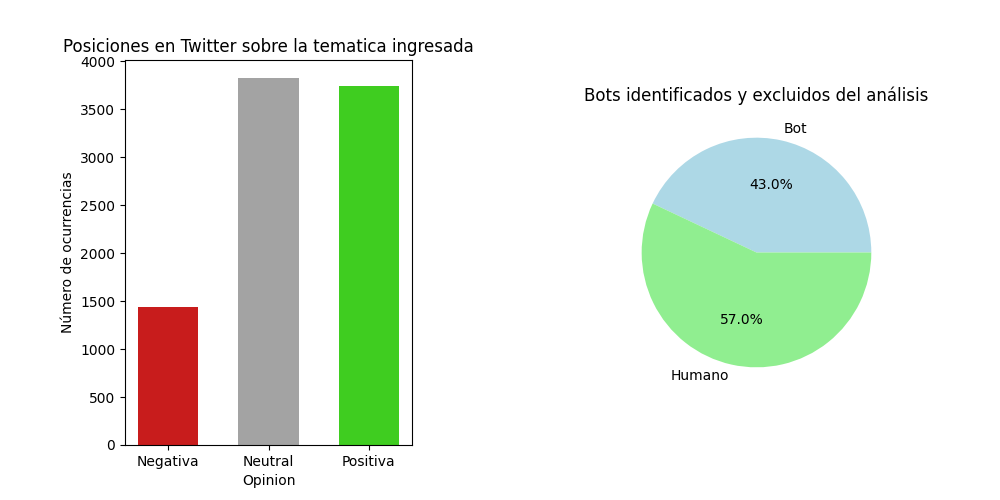 Posiciones en Twitter sobre la tematica ingresada
4000
3500
3000
2500
2000
1500
1000
500
0
Número de ocurrencias
Negativa
Neutral
Positiva
Opinion
Bots identificados y excluidos del análisis
Bot
43.0%
57.0%
Humano